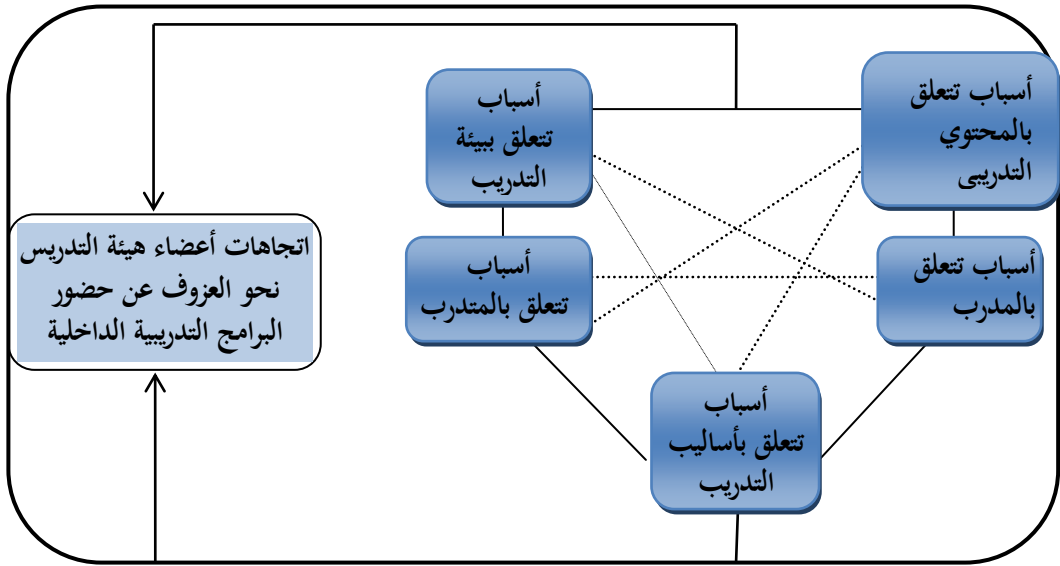 أسباب تتعلق
بالمحتوي
التدريبى
أسباب
تتعلق ببيئة
التدريب
أسباب تتعلق
بالمدرب
أسباب
تتعلق بالمتدرب
أسباب
تتعلق بأساليب
التدريب
اتجاهات أعضاء هيئة التدريس
نحو العزوف عن حضور
البرامج التدريبية الداخلية